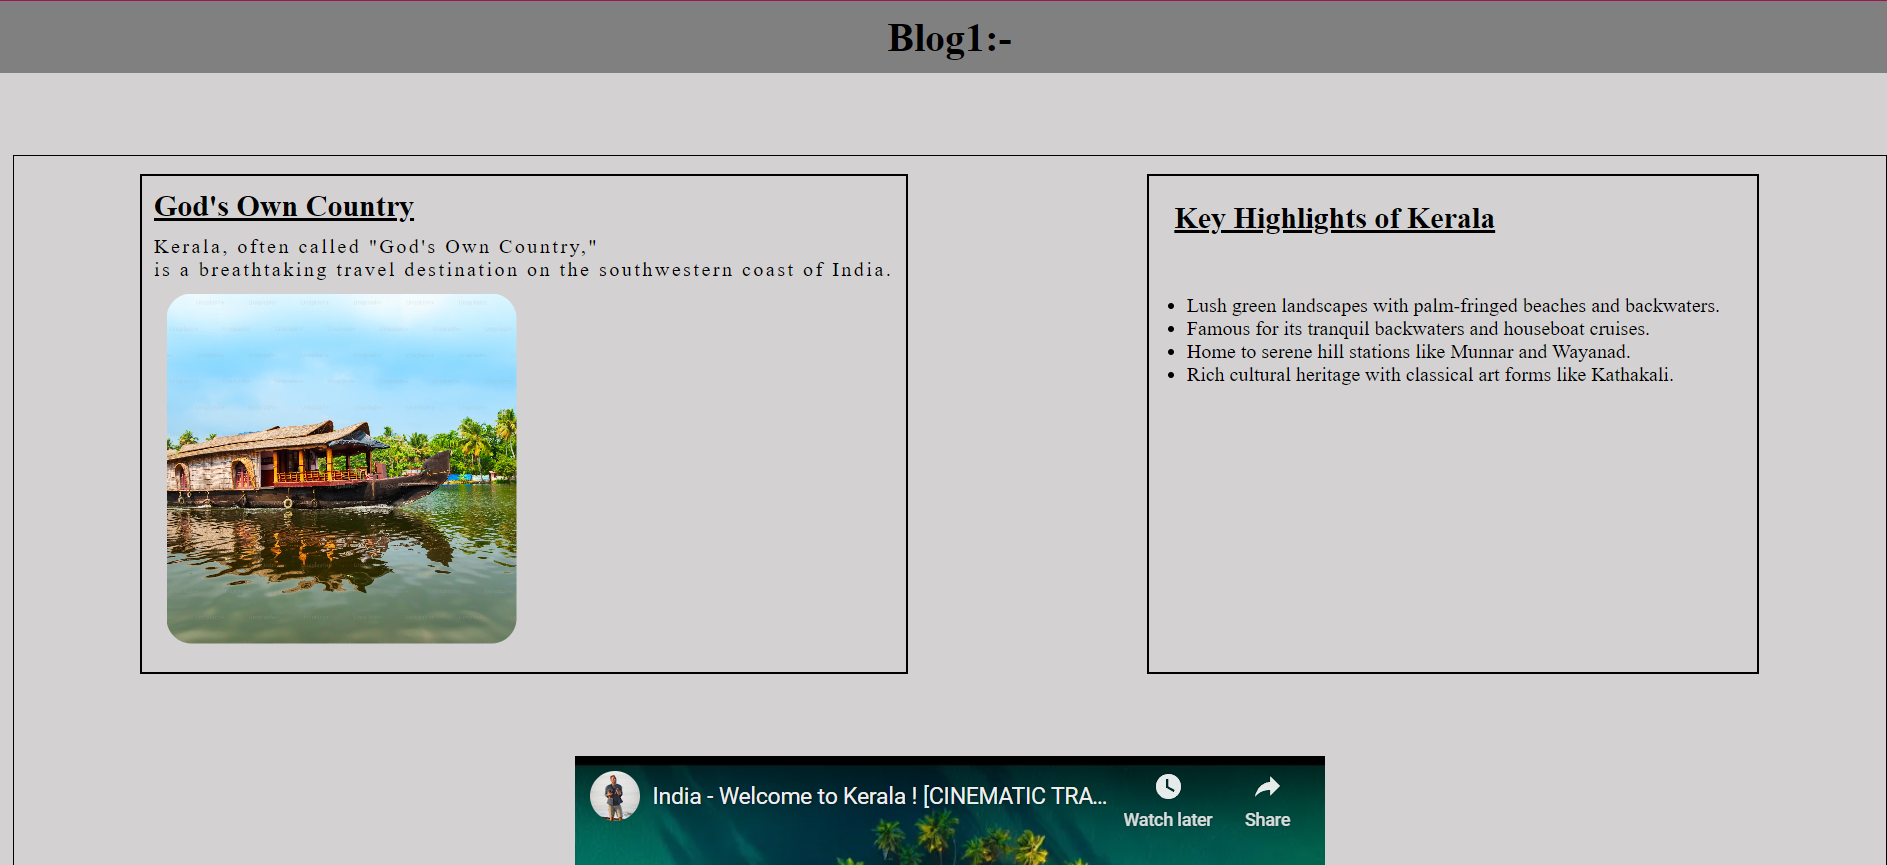 Blog1:-
God's Own Country
Kerala, often called "God's Own Country,"
is a breathtaking travel destination on the southwestern coast of India.
Key Highlights of Kerala
Lush green landscapes with palm-fringed beaches and backwaters.
Famous for its tranquil backwaters and houseboat cruises.
Home to serene hill stations like Munnar and Wayanad.
Rich cultural heritage with classical art forms like Kathakali.
India - Welcome to Kerala ! [CINEMATIC TRA...
Watch later
Share